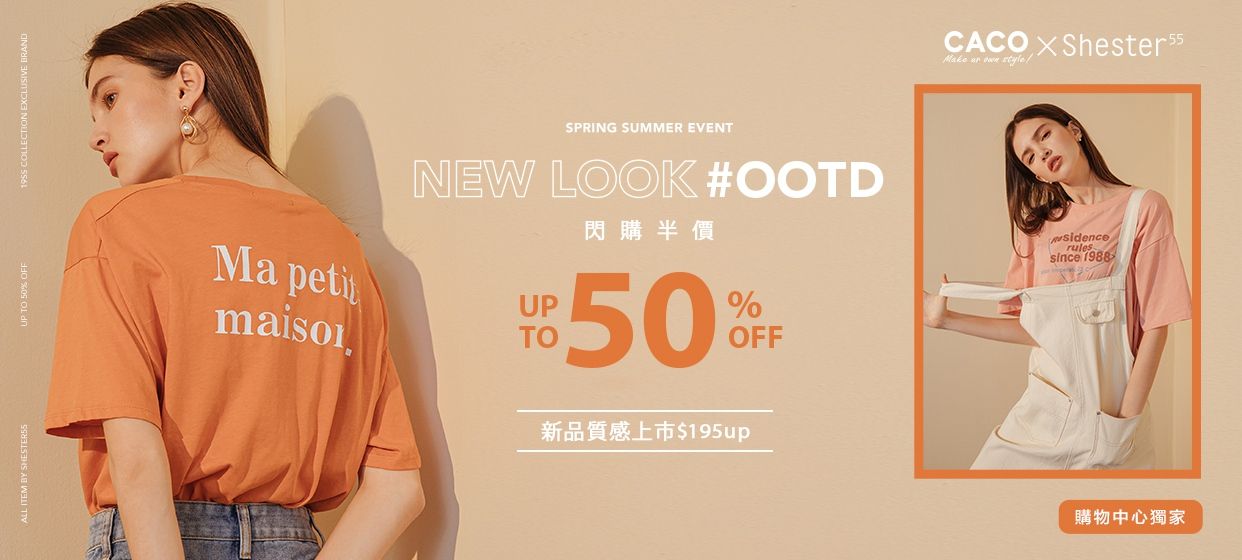 1955 COLLECTION EXCLUSIVE BRAND
UP TO 50% OFF
ALL ITEM BY SHESTER55
Ma petit
maison
SPRING SUMMER EVENT
NEW LOOK #OOTD
閃購半價
UP TO 50 % OFF
新品質感上市$195up
CACO × Shester55
Make ur own style!
Residence
rules
since 1988
購物中心獨家